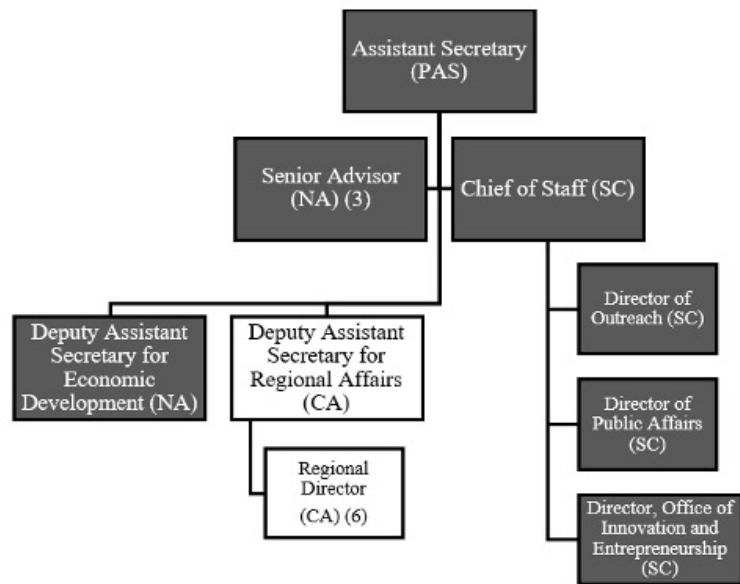 Assistant Secretary
(PAS)
Senior Advisor
(NA) (3)
Chief of Staff (SC)
Director of
Outreach (SC)
Deputy Assistant
Secretary for
Economic
Development (NA)
Deputy Assistant
Secretary for
Regional Affairs
(CA)
Director of
Public Affairs
(SC)
Regional
Director
(CA) (6)
Director, Office of
Innovation and
Entrepreneurship
(SC)